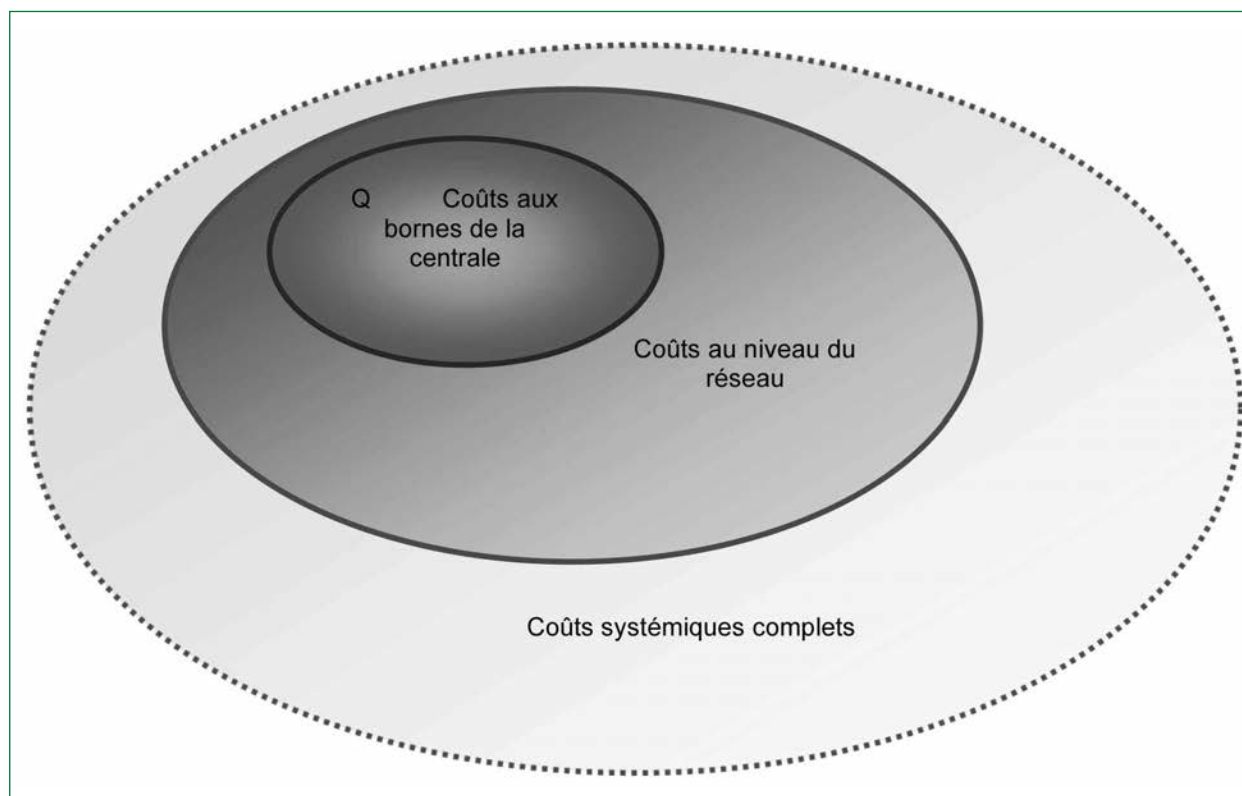 Q Coûts aux
bornes de la
centrale
Coûts au niveau du
réseau
Coûts systémiques complets